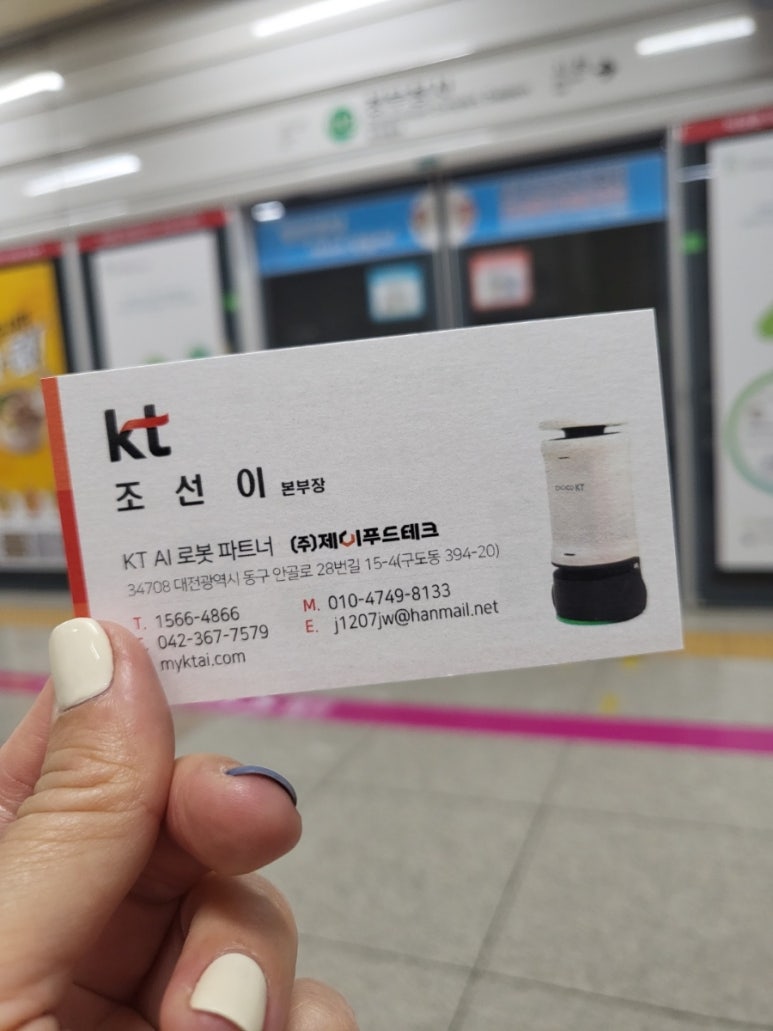 kt
조 선 이 본부장
KT AI 로봇 파트너 (주)제이푸드테크
34708 대전광역시 동구 안골로 28번길 15-4(구도동 394-20)
T. 1566-4866 M. 010-4749-8133
042-367-7579 E. j1207jw@hanmail.net
myktai.com
KT